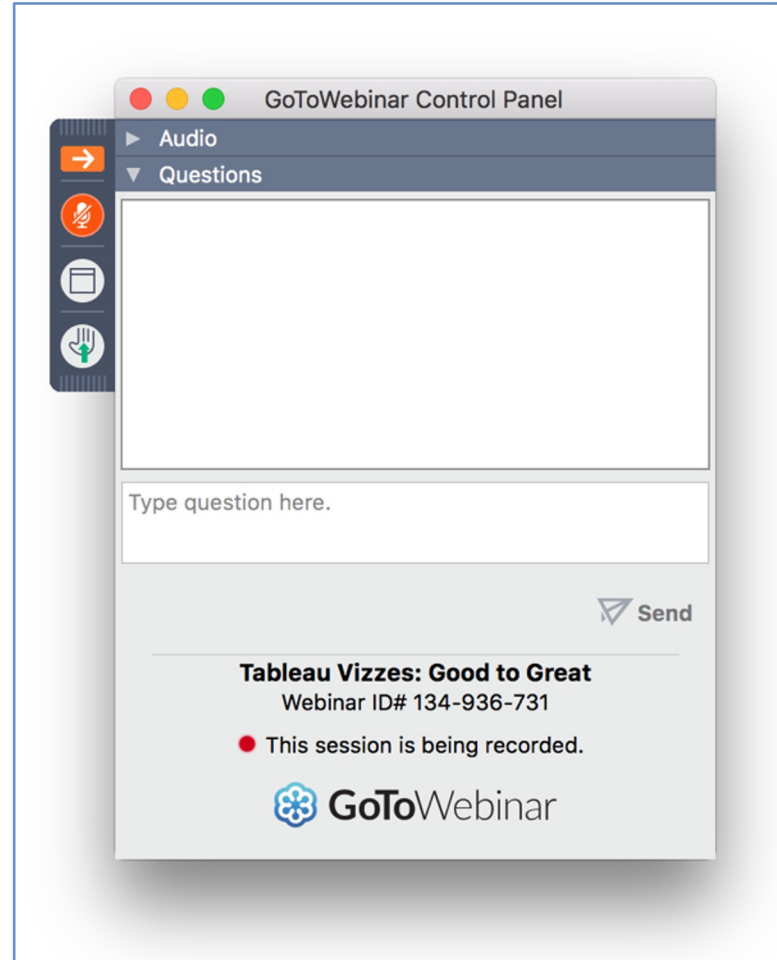 GoToWebinar Control Panel
Audio
Questions
Type question here.
Send
Tableau Vizzes: Good to Great
Webinar ID# 134-936-731
This session is being recorded.
GoToWebinar